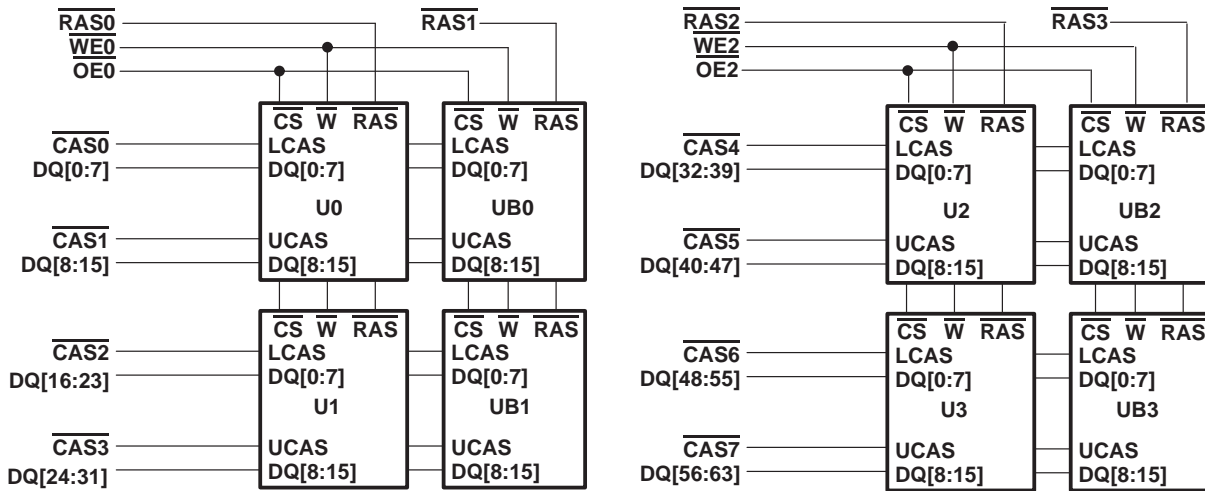 RAS0
RAS1
WE0
OE0
CS W RAS
CS W RAS
CAS0
LCAS
LCAS
DQ[0:7]
DQ[0:7]
DQ[0:7]
U0
UB0
CAS1
UCAS
UCAS
DQ[8:15]
DQ[8:15]
DQ[8:15]
CS W RAS
CS W RAS
CAS2
LCAS
LCAS
DQ[16:23]
DQ[0:7]
DQ[0:7]
U1
UB1
CAS3
UCAS
UCAS
DQ[24:31]
DQ[8:15]
DQ[8:15]
RAS2
RAS3
WE2
OE2
CS W RAS
CS W RAS
CAS4
LCAS
LCAS
DQ[32:39]
DQ[0:7]
DQ[0:7]
U2
UB2
CAS5
UCAS
UCAS
DQ[40:47]
DQ[8:15]
DQ[8:15]
CS W RAS
CS W RAS
CAS6
LCAS
LCAS
DQ[48:55]
DQ[0:7]
DQ[0:7]
U3
UB3
CAS7
UCAS
UCAS
DQ[56:63]
DQ[8:15]
DQ[8:15]